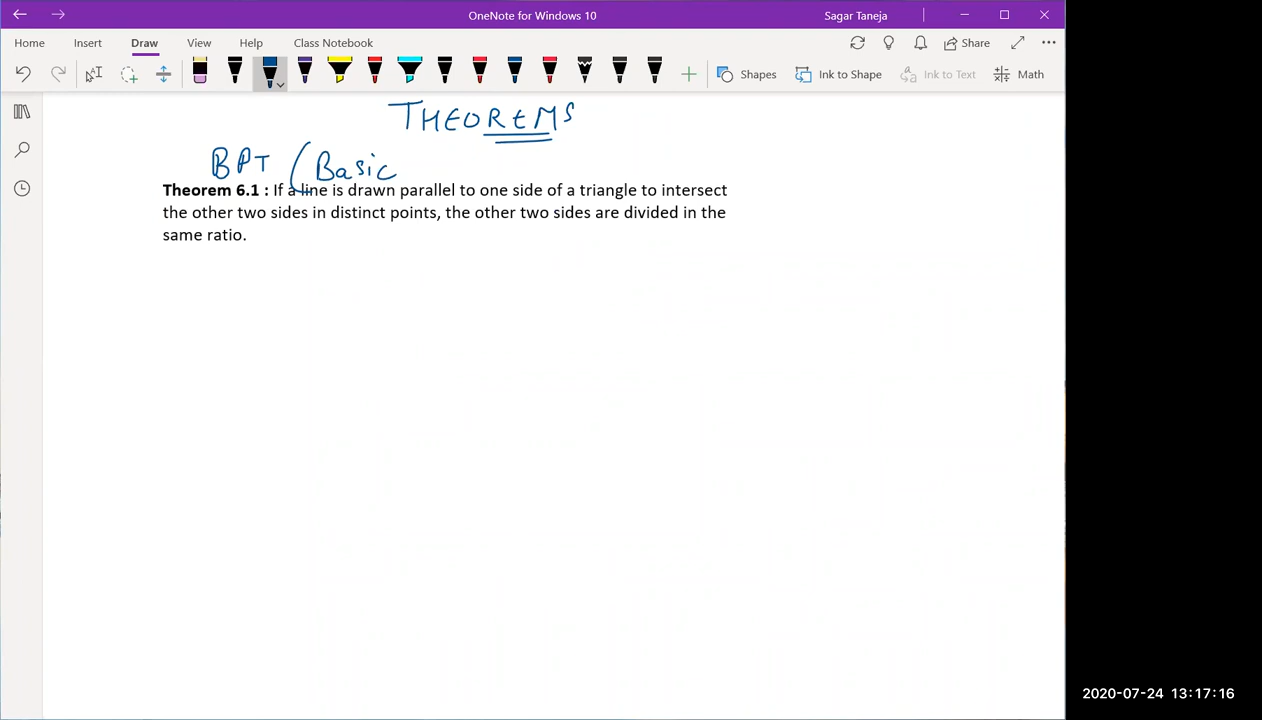 OneNote for Windows 10
Sagar Taneja
Home Insert Draw View Help Class Notebook Share
Shapes Ink to Shape Ink to Text Math
THEOREMS
BPT (Basic
Theorem 6.1 : If a line is drawn parallel to one side of a triangle to intersect
the other two sides in distinct points, the other two sides are divided in the
same ratio.
2020-07-24 13:17:16